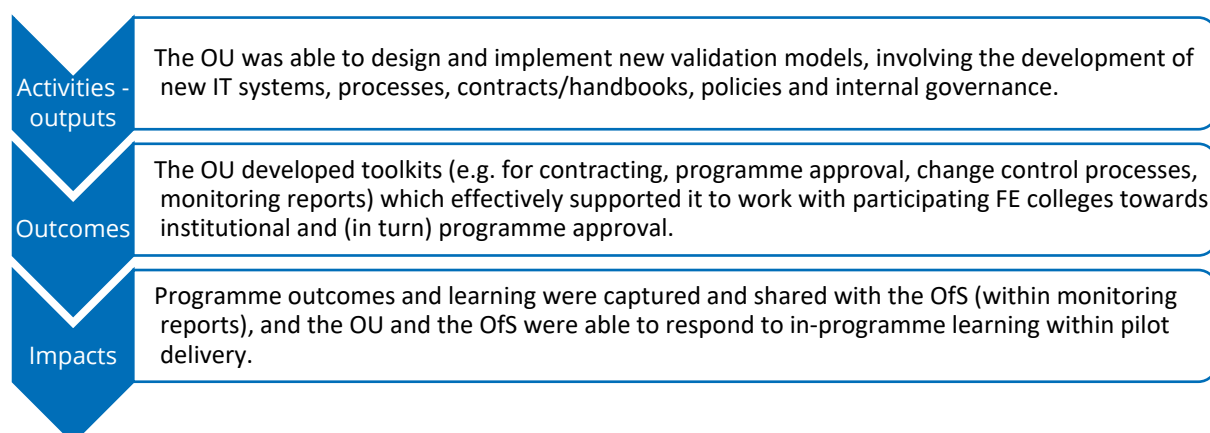 Activities -
outputs
The OU was able to design and implement new validation models, involving the development of
new IT systems, processes, contracts/handbooks, policies and internal governance.
Outcomes
The OU developed toolkits (e.g. for contracting, programme approval, change control processes,
monitoring reports) which effectively supported it to work with participating FE colleges towards
institutional and (in turn) programme approval.
Impacts
Programme outcomes and learning were captured and shared with the OfS (within monitoring
reports), and the OU and the OfS were able to respond to in-programme learning within pilot
delivery.